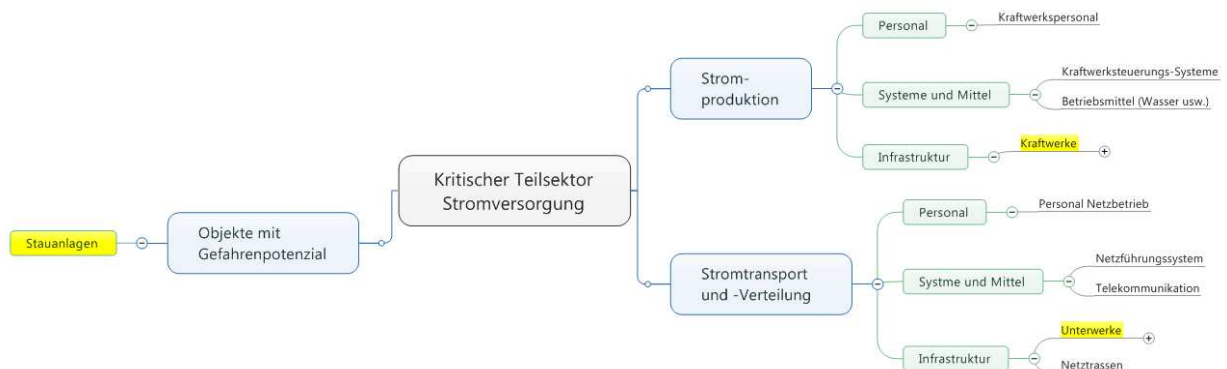 Kritischer Teilsektor
Stromversorgung
Objekte mit
Gefahrenpotenzial
Stauanlagen
Strom-
produktion
Personal
Kraftwerkspersonal
Systeme und Mittel
Kraftwerksteuerungs-Systeme
Betriebsmittel (Wasser usw.)
Infrastruktur
Kraftwerke
Stromtransport
und -Verteilung
Personal
Personal Netzbetrieb
Systme und Mittel
Netzführungssystem
Telekommunikation
Infrastruktur
Unterwerke
Netztrassen